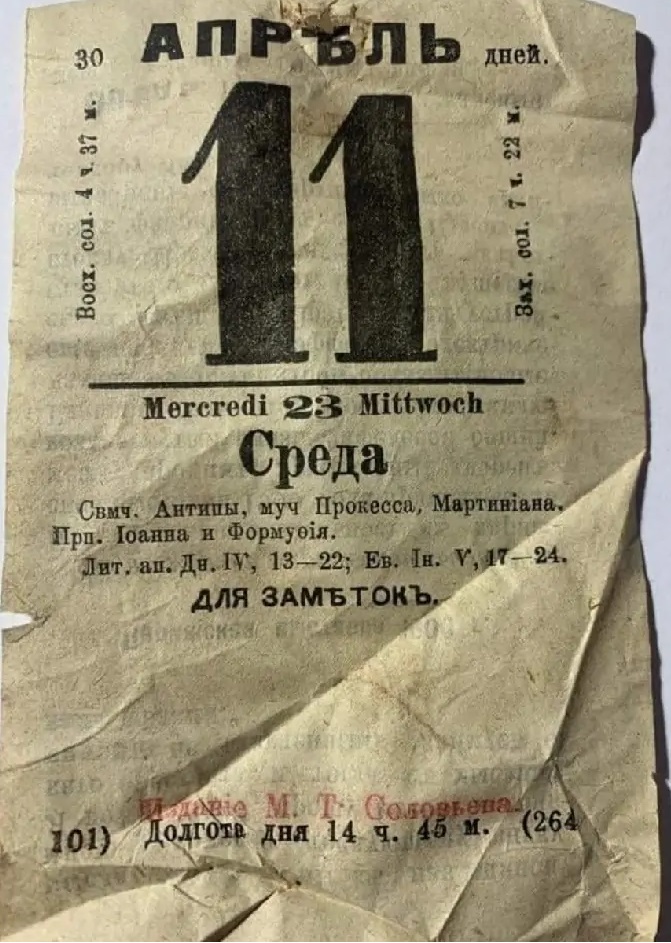 30 АПРѢЛЬ дней.
Восх. сол. 4 ч. 37 м.
11
Зах. сол. 7 ч. 22 м.
Mercredi 23 Mittwoch
Среда
Свмч. Антипы, муч Прокесса, Мартиніана.
Прп. Іоанна и Формуѳія.
Лит. ап. Дн. IV, 13—22; Ев. Ін. V, 17—24.
ДЛЯ ЗАМѢТОКЪ.
Изданіе М. Т. Соловьева.
101) Долгота дня 14 ч. 45 м. (264